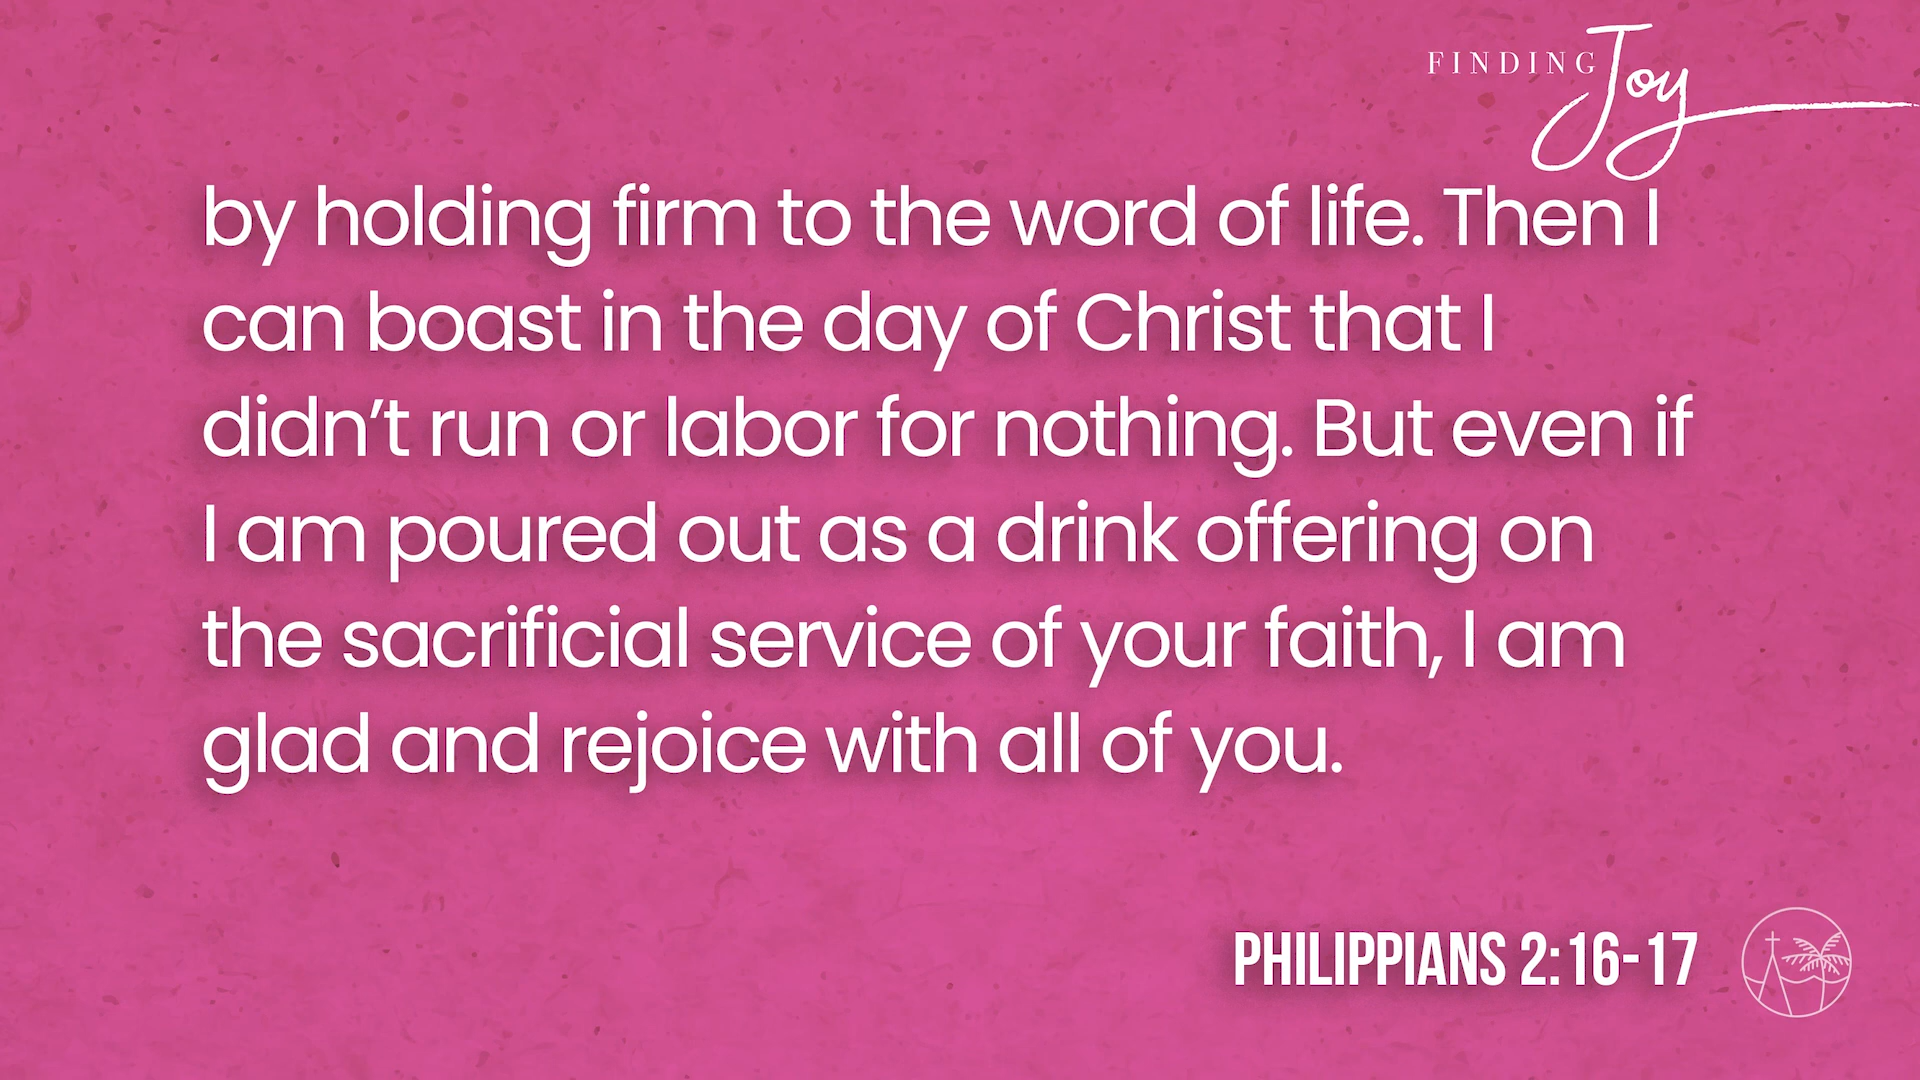 FINDING Joy
by holding firm to the word of life. Then I
can boast in the day of Christ that I
didn’t run or labor for nothing. But even if
I am poured out as a drink offering on
the sacrificial service of your faith, I am
glad and rejoice with all of you.
PHILIPPIANS 2:16-17